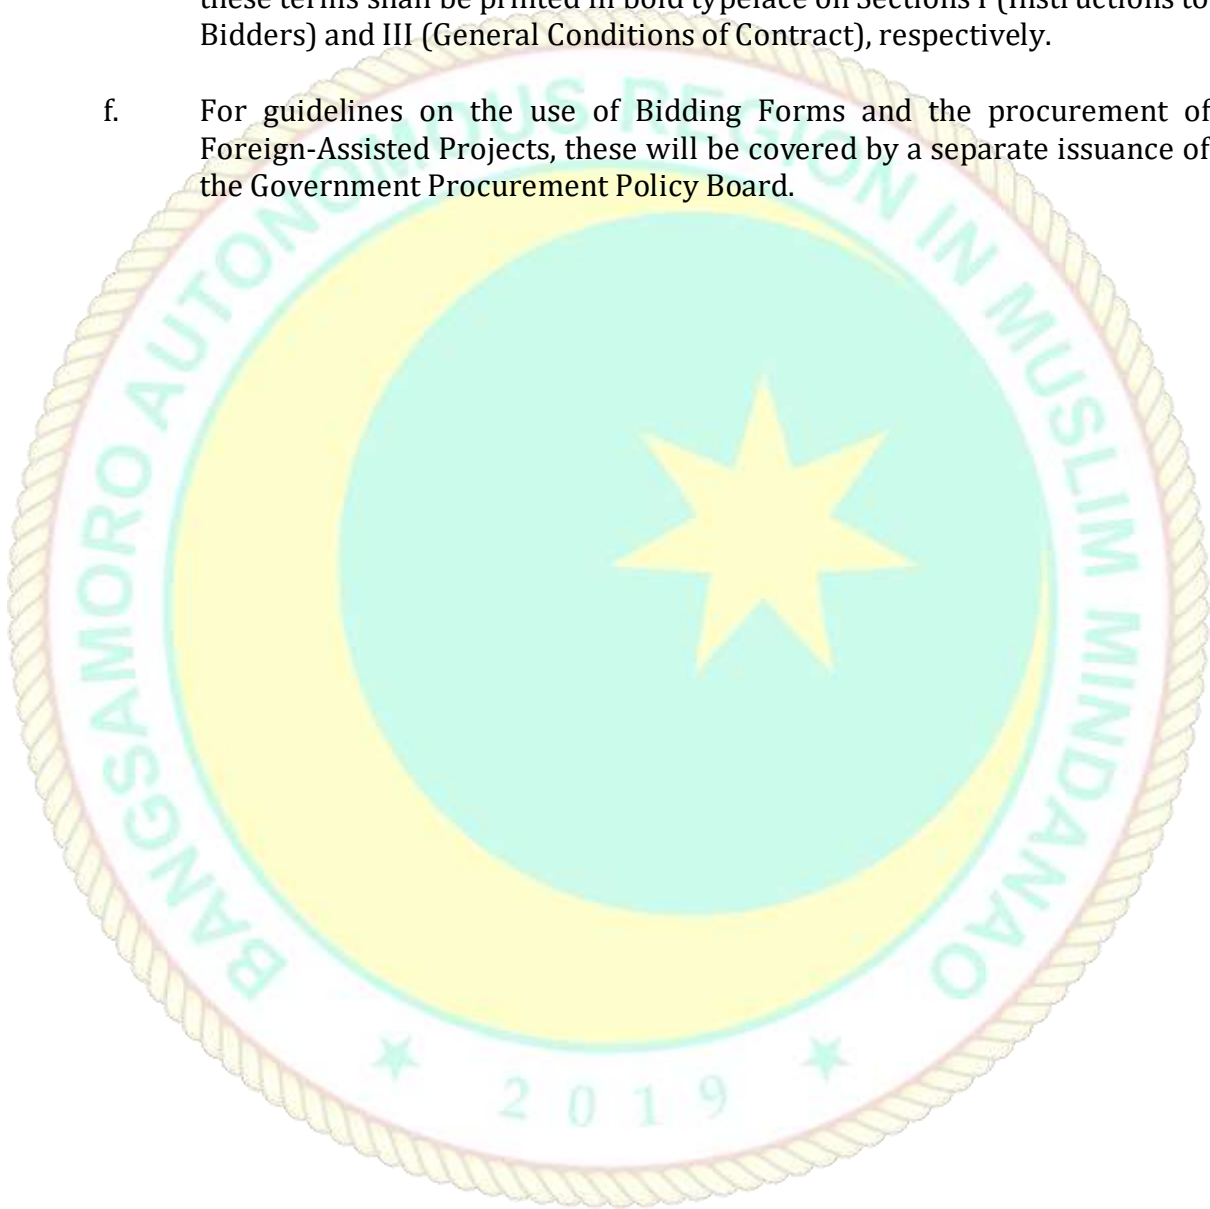 these terms shall be printed in bold typeface on Sections I (Instructions to
Bidders) and III (General Conditions of Contract), respectively.
f. For guidelines on the use of Bidding Forms and the procurement of
Foreign-Assisted Projects, these will be covered by a separate issuance of
the Government Procurement Policy Board.
BANGSAMORO AUTONOMOUS REGION IN MUSLIM MINDANAO
2019